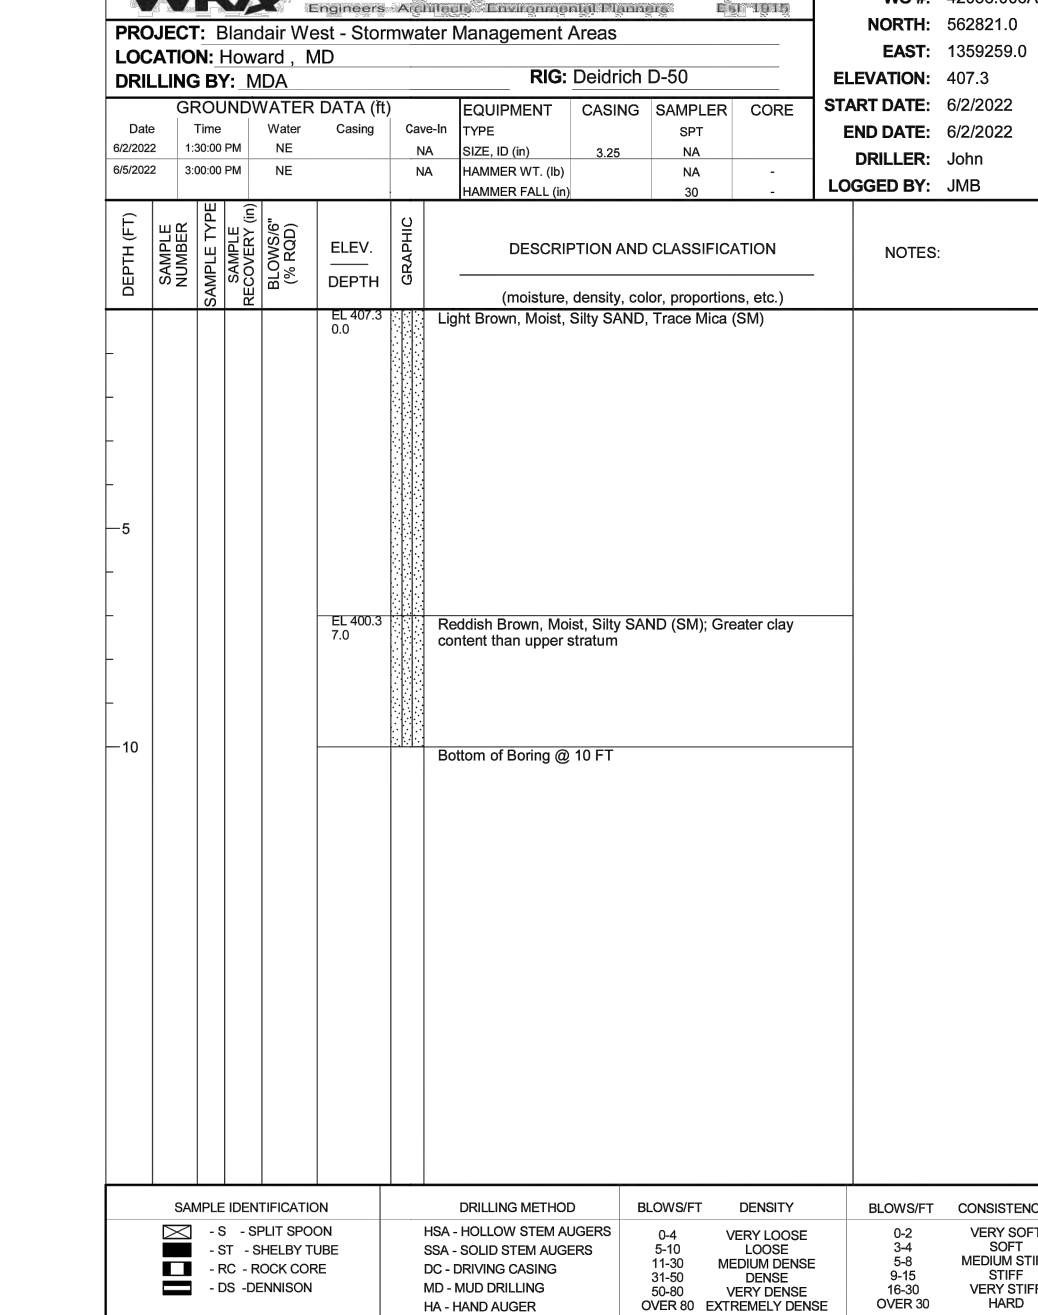 Engineers - Architects - Environmental Planners Est 1915
PROJECT: Blandair West - Stormwater Management Areas
LOCATION: Howard , MD
DRILLING BY: MDA RIG: Deidrich D-50
NORTH: 562821.0
EAST: 1359259.0
ELEVATION: 407.3
START DATE: 6/2/2022
END DATE: 6/2/2022
DRILLER: John
LOGGED BY: JMB
GROUNDWATER DATA (ft)
Date Time Water Casing Cave-In
6/2/2022 1:30:00 PM NE NA
6/5/2022 3:00:00 PM NE NA
EQUIPMENT CASING SAMPLER CORE
TYPE SPT
SIZE, ID (in) 3.25 NA
HAMMER WT. (lb) NA -
HAMMER FALL (in) 30 -
DEPTH (FT)
SAMPLE
NUMBER
SAMPLE TYPE
SAMPLE
RECOVERY (in)
BLOWS/6"
(% RQD)
ELEV.
DEPTH
GRAPHIC
DESCRIPTION AND CLASSIFICATION
(moisture, density, color, proportions, etc.)
NOTES:
EL 407.3
0.0
Light Brown, Moist, Silty SAND, Trace Mica (SM)
5
EL 400.3
7.0
Reddish Brown, Moist, Silty SAND (SM); Greater clay
content than upper stratum
10
Bottom of Boring @ 10 FT
SAMPLE IDENTIFICATION
- S - SPLIT SPOON
- ST - SHELBY TUBE
- RC - ROCK CORE
- DS -DENNISON
DRILLING METHOD
HSA - HOLLOW STEM AUGERS
SSA - SOLID STEM AUGERS
DC - DRIVING CASING
MD - MUD DRILLING
HA - HAND AUGER
BLOWS/FT DENSITY
0-4 VERY LOOSE
5-10 LOOSE
11-30 MEDIUM DENSE
31-50 DENSE
50-80 VERY DENSE
OVER 80 EXTREMELY DENSE
BLOWS/FT CONSISTENC
0-2 VERY SOF
3-4 SOFT
5-8 MEDIUM STI
9-15 STIFF
16-30 VERY STIF
OVER 30 HARD